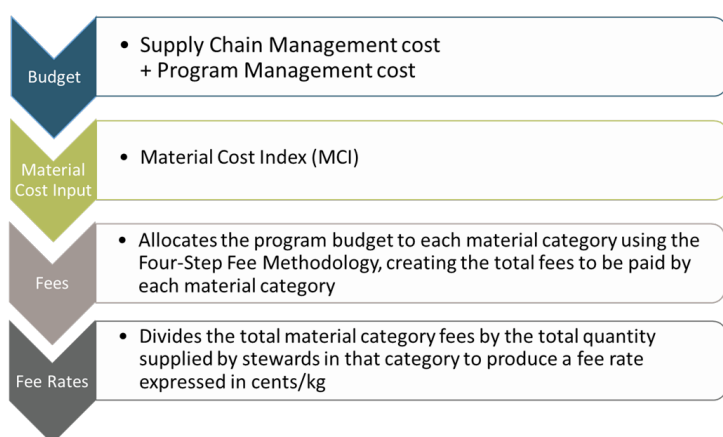 Budget
• Supply Chain Management cost
+ Program Management cost
Material
Cost Input
• Material Cost Index (MCI)
Fees
• Allocates the program budget to each material category using the
Four-Step Fee Methodology, creating the total fees to be paid by
each material category
Fee Rates
• Divides the total material category fees by the total quantity
supplied by stewards in that category to produce a fee rate
expressed in cents/kg